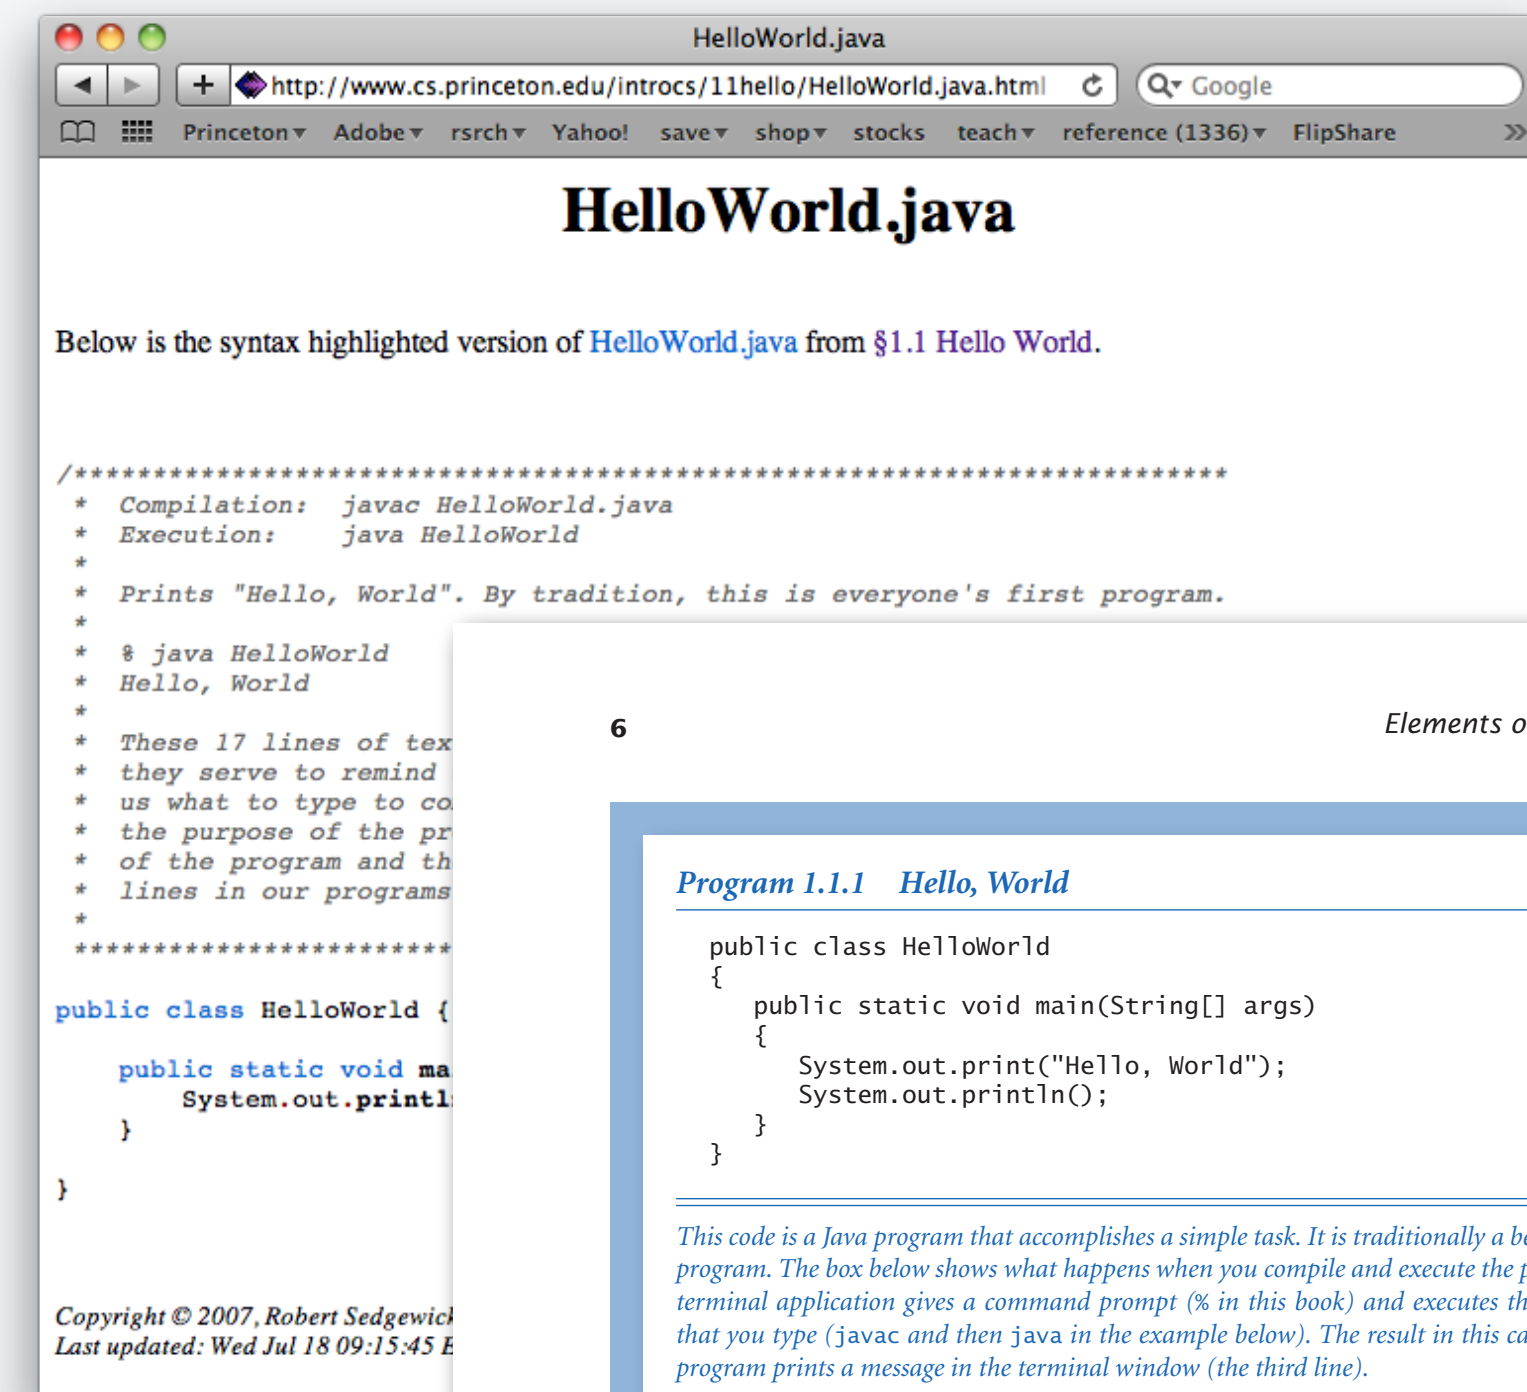 HelloWorld.java
http://www.cs.princeton.edu/introcs/11hello/HelloWorld.java.html
Google
Princeton Adobe rsrch Yahoo! save shop stocks teach reference (1336) FlipShare
HelloWorld.java
Below is the syntax highlighted version of HelloWorld.java from §1.1 Hello World.
/*************************************************************************
 *  Compilation:  javac HelloWorld.java
 *  Execution:    java HelloWorld
 *
 *  Prints "Hello, World". By tradition, this is everyone's first program.
 *
 *  % java HelloWorld
 *  Hello, World
 *
 *  These 17 lines of tex
 *  they serve to remind
 *  us what to type to co
 *  the purpose of the pr
 *  of the program and th
 *  lines in our programs
 *
 ************************
public class HelloWorld {
    public static void ma
        System.out.printl
    }
}
Copyright © 2007, Robert Sedgewick
Last updated: Wed Jul 18 09:15:45 E
6
Elements o
Program 1.1.1 Hello, World
public class HelloWorld
{
   public static void main(String[] args)
   {
      System.out.print("Hello, World");
      System.out.println();
   }
}
This code is a Java program that accomplishes a simple task. It is traditionally a be
program. The box below shows what happens when you compile and execute the p
terminal application gives a command prompt (% in this book) and executes th
that you type (javac and then java in the example below). The result in this ca
program prints a message in the terminal window (the third line).